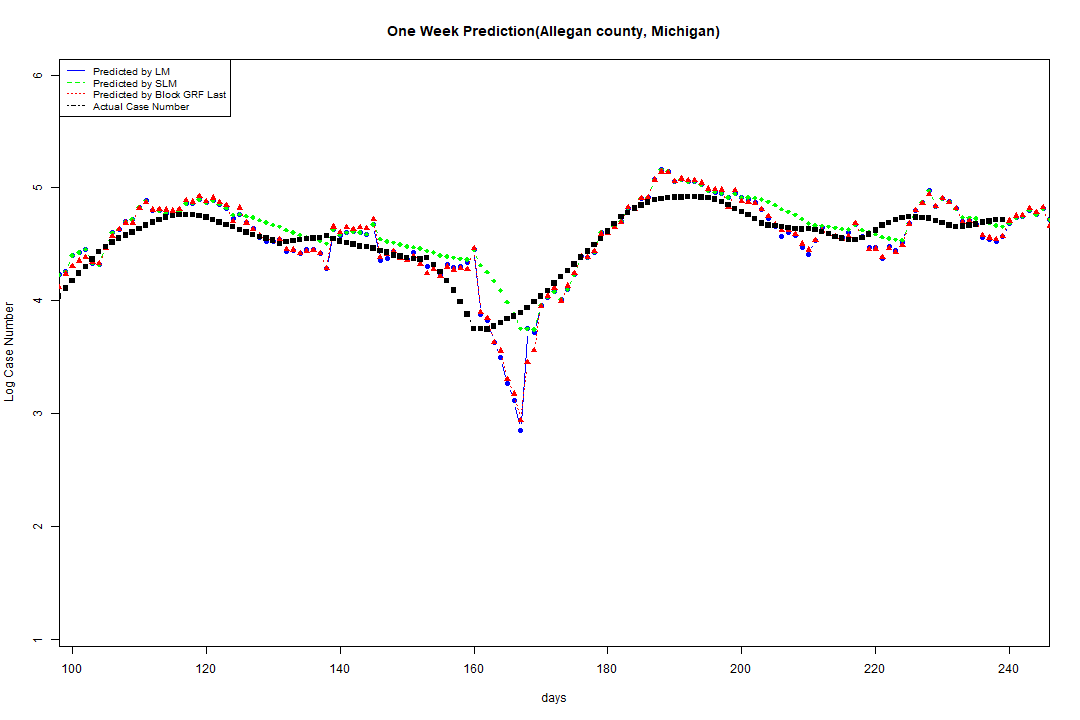 One Week Prediction(Allegan county, Michigan)
Predicted by LM
Predicted by SLM
Predicted by Block GRF Last
Actual Case Number
6
5
4
3
2
1
Log Case Number
100 120 140 160 180 200 220 240
days